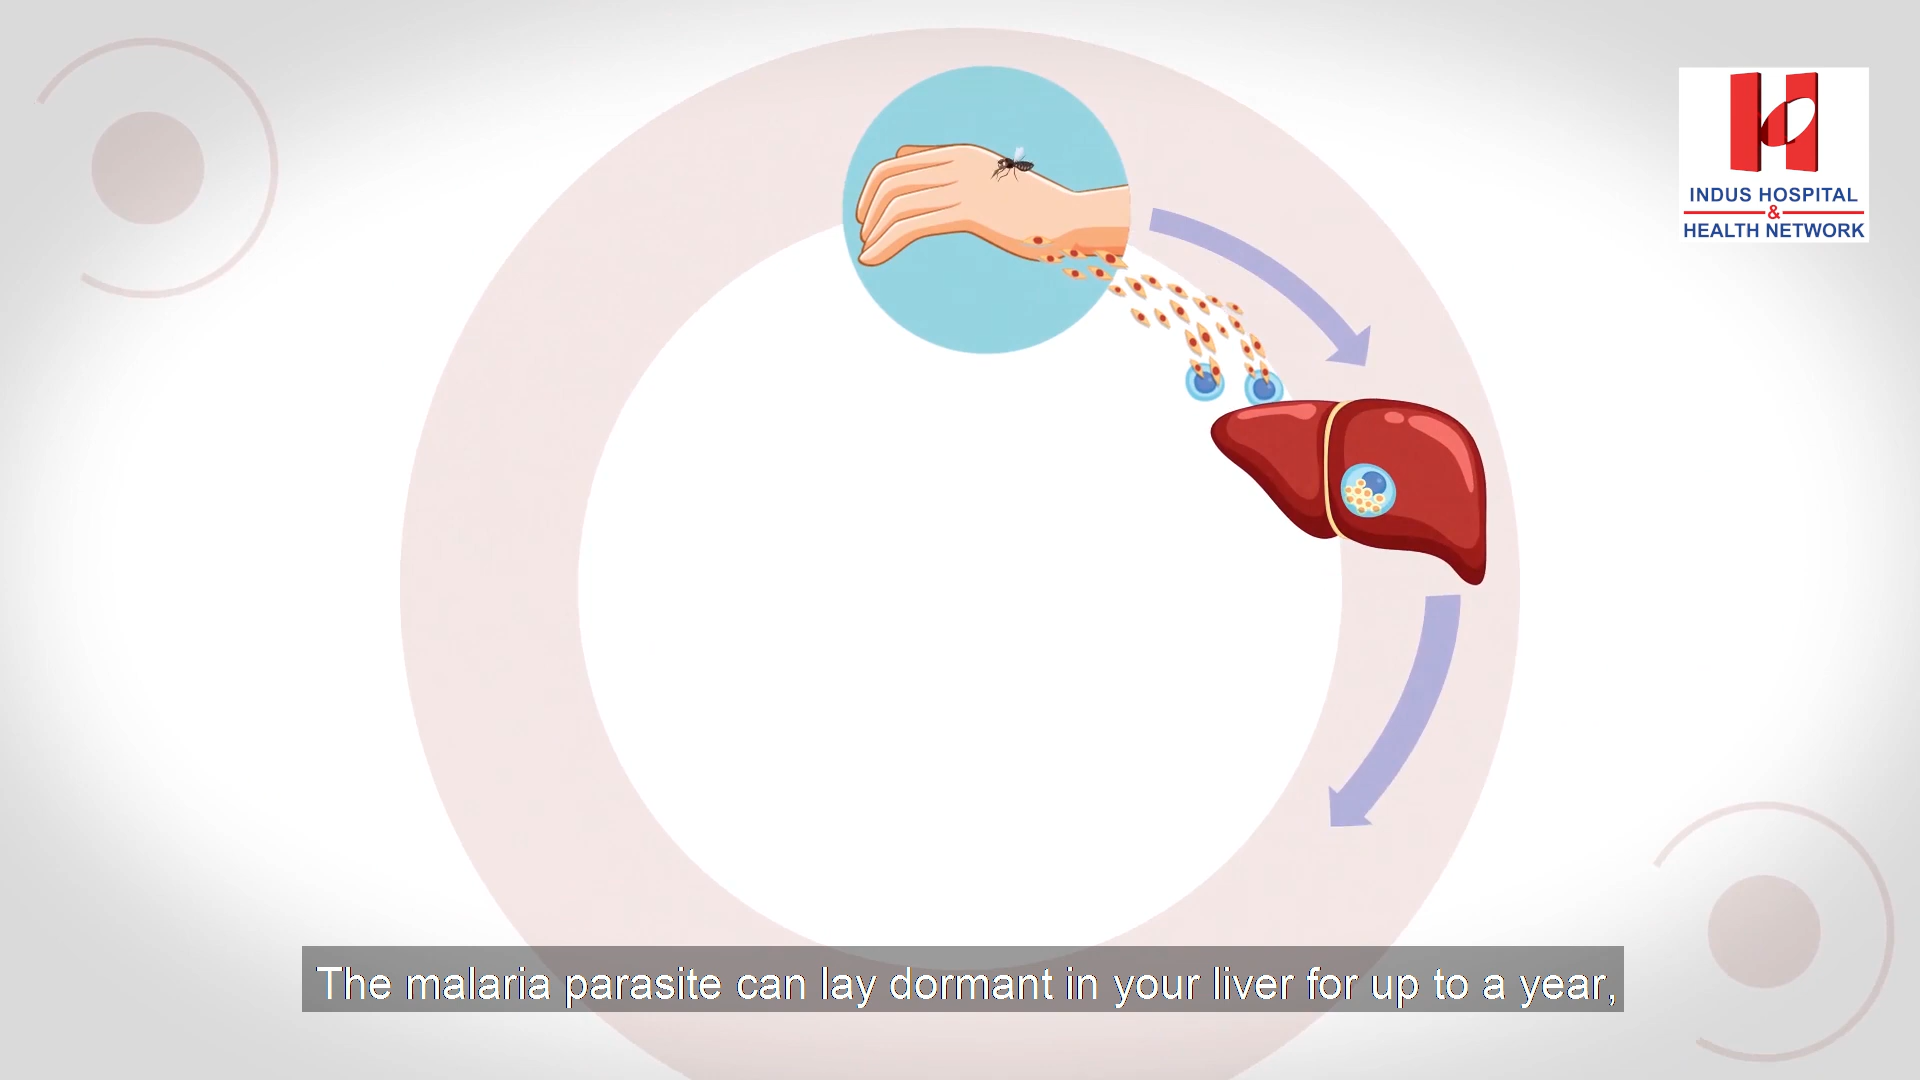 INDUS HOSPITAL
&
HEALTH NETWORK
The malaria parasite can lay dormant in your liver for up to a year,